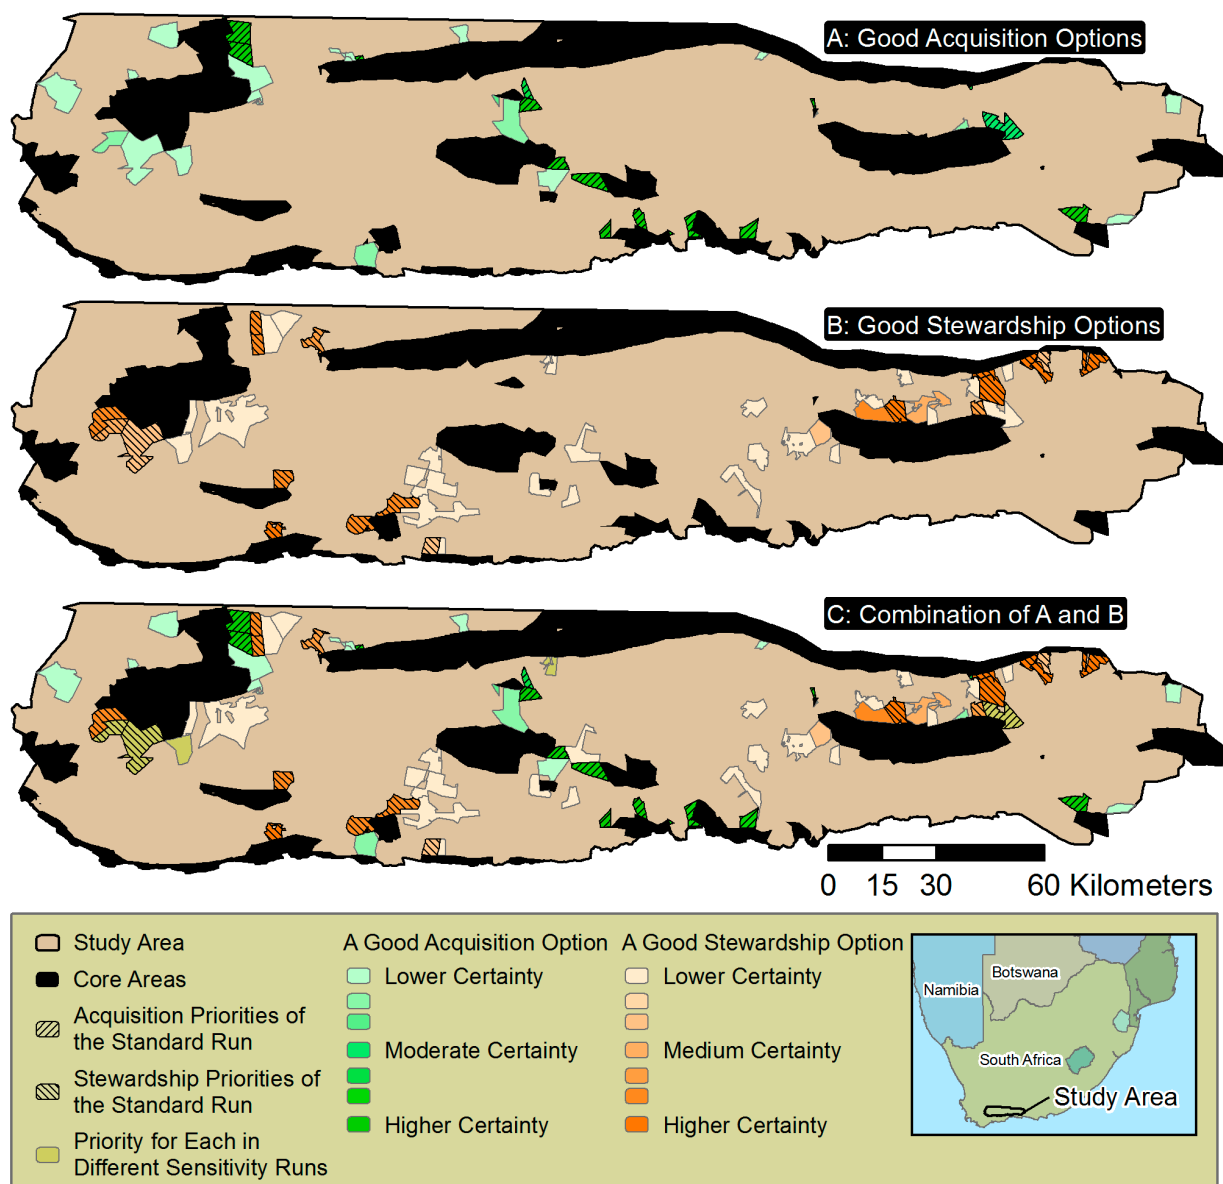 A: Good Acquisition Options
B: Good Stewardship Options
C: Combination of A and B
0 15 30 60 Kilometers
Study Area
Core Areas
Acquisition Priorities of
the Standard Run
Stewardship Priorities of
the Standard Run
Priority for Each in
Different Sensitivity Runs
A Good Acquisition Option
Lower Certainty
Moderate Certainty
Higher Certainty
A Good Stewardship Option
Lower Certainty
Medium Certainty
Higher Certainty
Botswana
Namibia
South Africa
Study Area